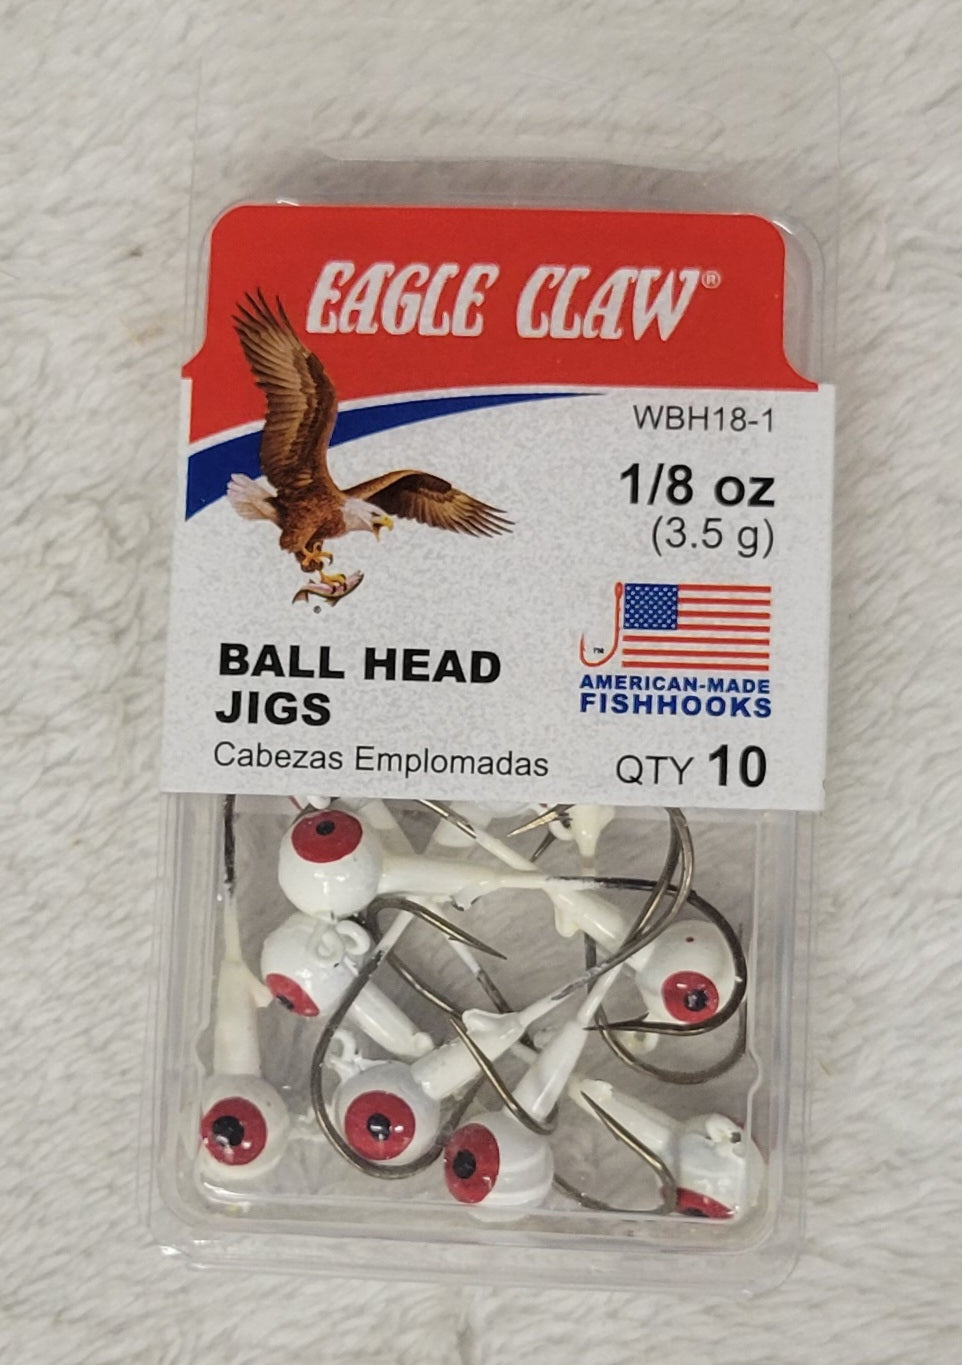 EAGLE CLAW®
WBH18-1
1/8 oz
(3.5 g)
BALL HEAD
JIGS
Cabezas Emplomadas
™
AMERICAN-MADE
FISHHOOKS
QTY 10
®